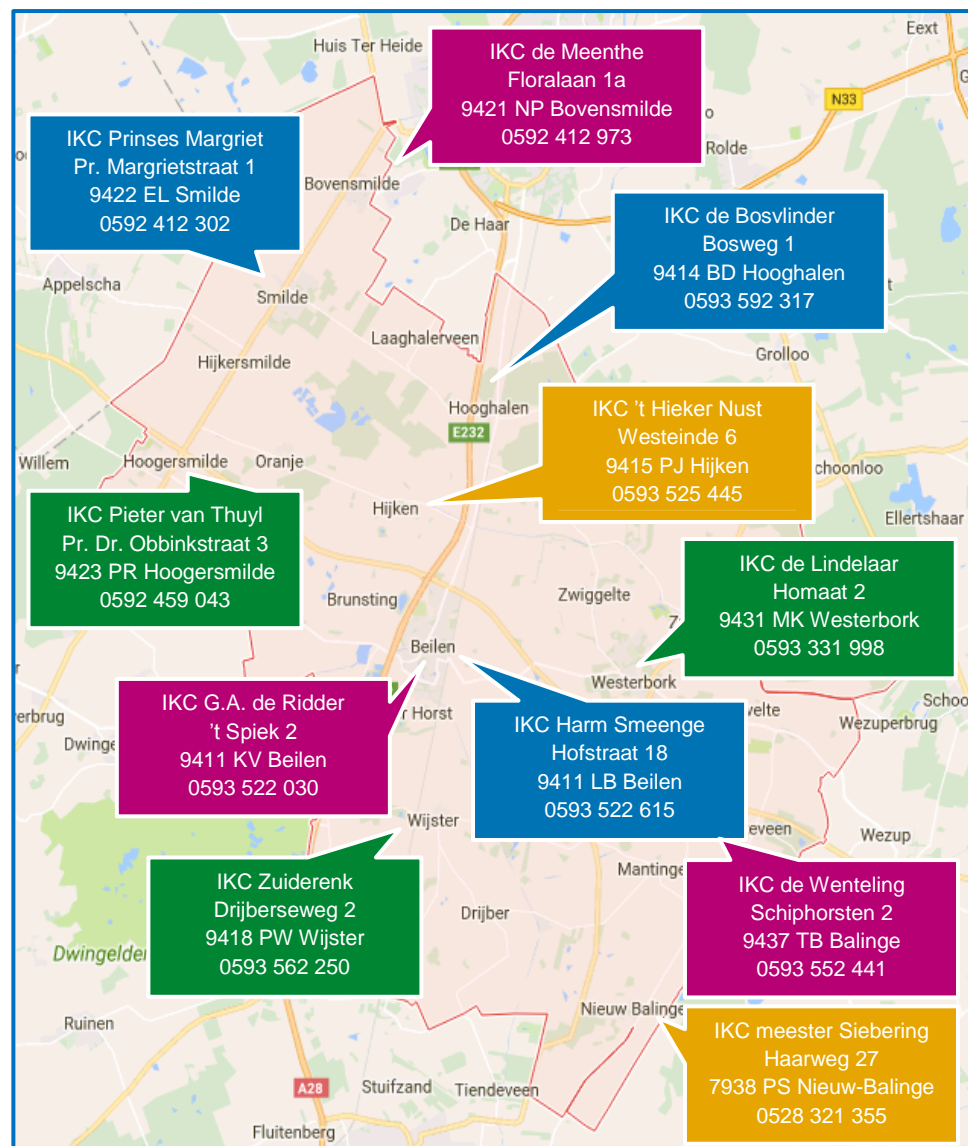 Huis Ter Heide
Eext
IKC de Meenthe
Floralaan 1a
9421 NP Bovensmilde
0592 412 973
N33
Rolde
IKC Prinses Margriet
Pr. Margrietstraat 1
9422 EL Smilde
0592 412 302
Bovensmilde
De Haar
IKC de Bosvlinder
Bosweg 1
9414 BD Hooghalen
0593 592 317
Appelscha
Smilde
Laaghalerveen
Hijkersmilde
Grolloo
Hooghalen
E232
IKC 't Hieker Nust
Westeinde 6
9415 PJ Hijken
0593 525 445
Willem
Hoogersmilde
Oranje
choonloo
Hijken
Ellertshaar
IKC Pieter van Thuyl
Pr. Dr. Obbinkstraat 3
9423 PR Hoogersmilde
0592 459 043
IKC de Lindelaar
Homaat 2
9431 MK Westerbork
0593 331 998
Brunsting
Zwiggelte
Beilen
Westerbork
IKC G.A. de Ridder
't Spiek 2
9411 KV Beilen
0593 522 030
r Horst
IKC Harm Smeenge
Hofstraat 18
9411 LB Beilen
0593 522 615
welte
Schoo
Wezuperbrug
perbrug
Dwinge
Wijster
eveen
Wezup
IKC Zuiderenk
Drijberseweg 2
9418 PW Wijster
0593 562 250
Mantinge
IKC de Wenteling
Schiphorsten 2
9437 TB Balinge
0593 552 441
Drijber
Dwingelder
Ruinen
Nieuw Balinge
IKC meester Siebering
Haarweg 27
7938 PS Nieuw-Balinge
0528 321 355
A28
Stuifzand
Tiendeveen
Fluitenberg